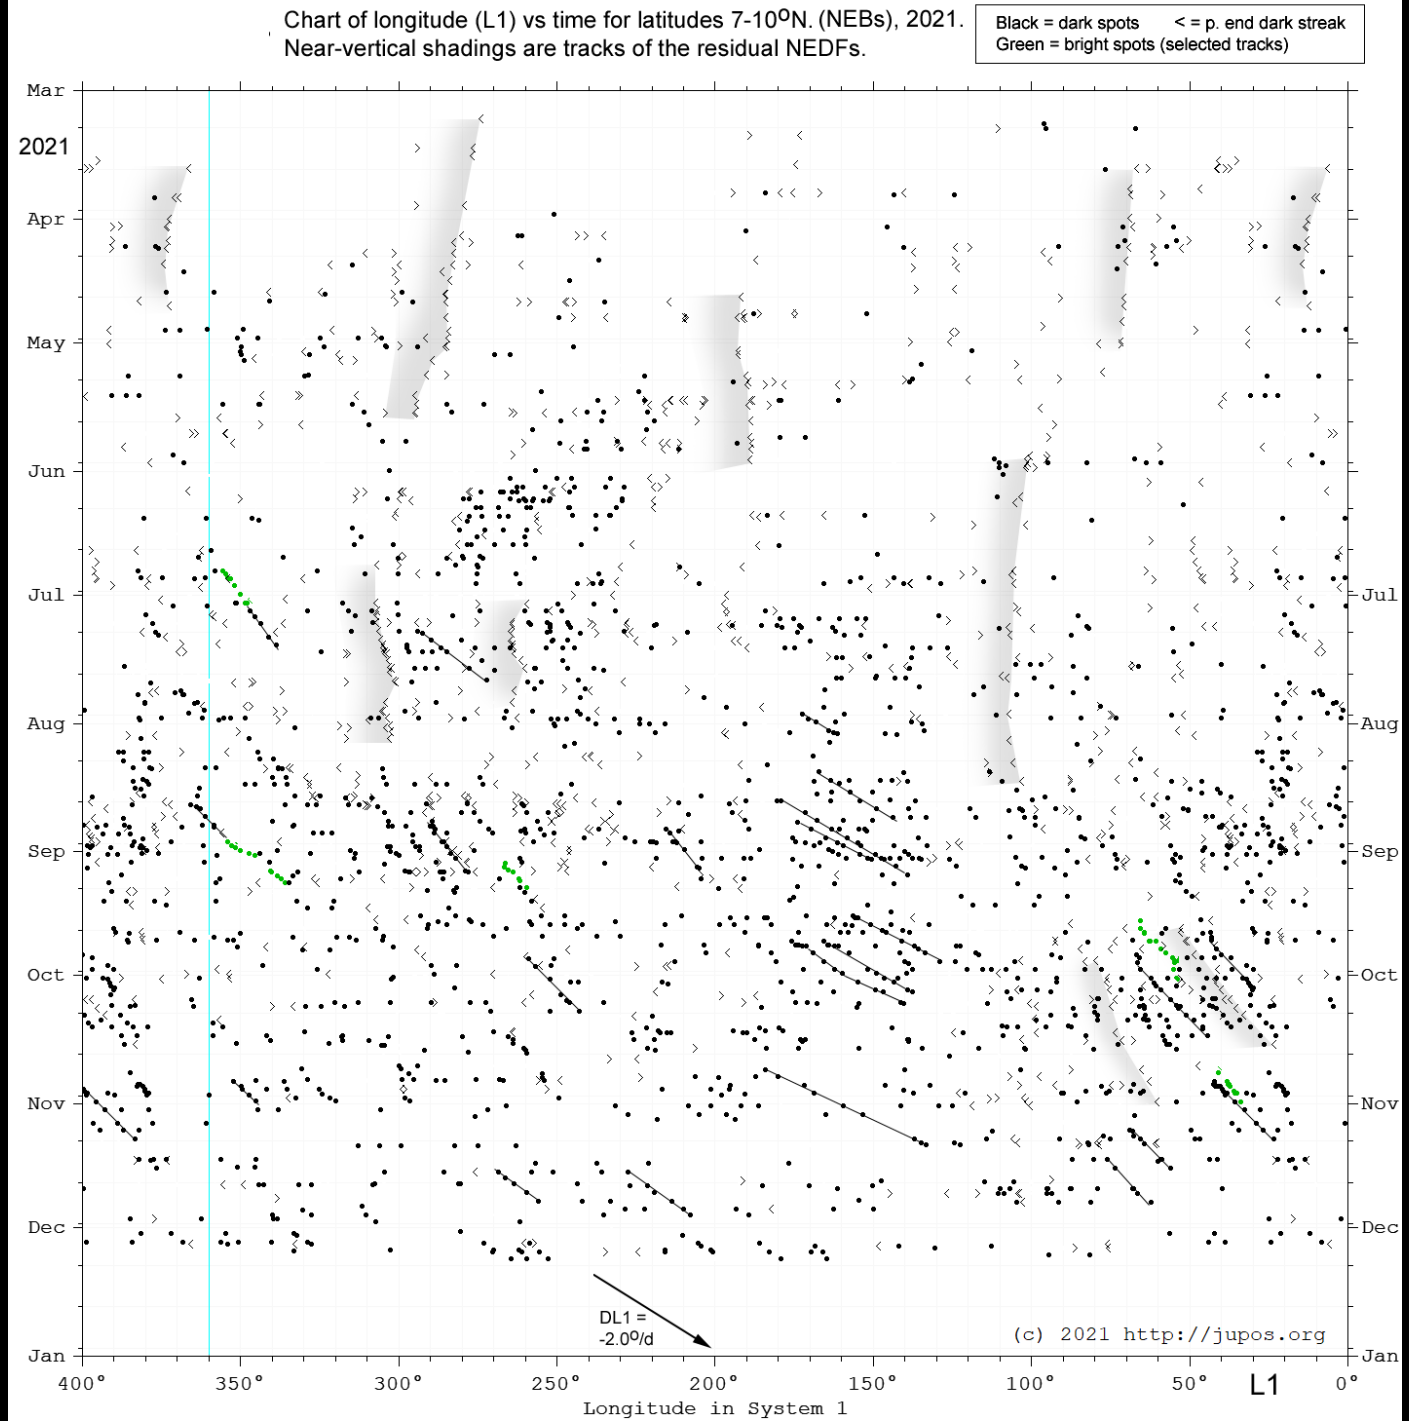 Chart of longitude (L1) vs time for latitudes 7-10ºN. (NEBs), 2021.
Near-vertical shadings are tracks of the residual NEDFs.
Black = dark spots < = p. end dark streak
Green = bright spots (selected tracks)
Mar
2021
Apr
May
Jun
Jul Jul
Aug Aug
Sep Sep
Oct Oct
Nov Nov
Dec Dec
DL1 =
-2.0º/d
(c) 2021 http://jupos.org
Jan Jan
400° 350° 300° 250° 200° 150° 100° 50° L1 0°
Longitude in System 1